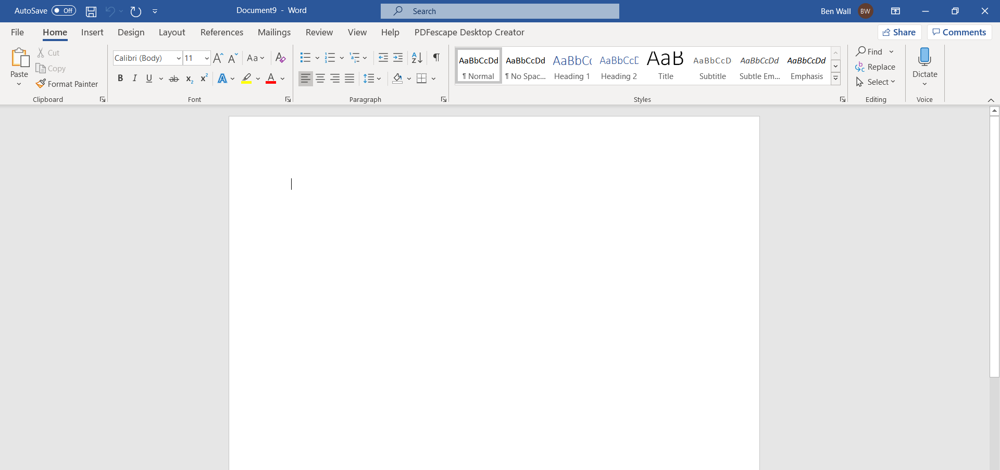 AutoSave Off Document9 - Word Search Ben Wall BW
File Home Insert Design Layout References Mailings Review View Help PDFescape Desktop Creator Share Comments
Paste
Cut
Copy
Format Painter
Clipboard
Calibri (Body) 11 A A Aa A
B I U ab x2 x2 A A
Font
Paragraph
AaBbCcDd ¶ Normal
AaBbCcDd ¶ No Spac...
AaBbCc Heading 1
AaBbCcD Heading 2
AaB Title
AaBbCcD Subtitle
AaBbCcDd Subtle Em...
AaBbCcDd Emphasis
Styles
Find
Replace
Select
Editing
Dictate
Voice